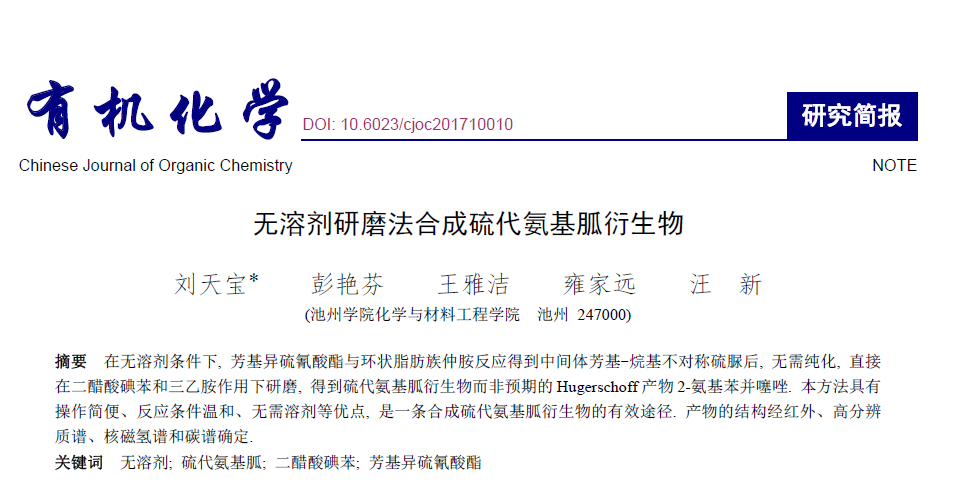 有机化学
DOI: 10.6023/cjoc201710010
研究简报
Chinese Journal of Organic Chemistry
NOTE
无溶剂研磨法合成硫代氨基胍衍生物
刘天宝* 彭艳芬 王雅洁 雍家远 汪 新
(池州学院化学与材料工程学院 池州 247000)
摘要 在无溶剂条件下, 芳基异硫氰酸酯与环状脂肪族仲胺反应得到中间体芳基−烷基不对称硫脲后, 无需纯化, 直接
在二醋酸碘苯和三乙胺作用下研磨, 得到硫代氨基胍衍生物而非预期的 Hugerschoff 产物 2-氨基苯并噻唑. 本方法具有
操作简便、反应条件温和、无需溶剂等优点, 是一条合成硫代氨基胍衍生物的有效途径. 产物的结构经红外、高分辨
质谱、核磁氢谱和碳谱确定.
关键词 无溶剂; 硫代氨基胍; 二醋酸碘苯; 芳基异硫氰酸酯